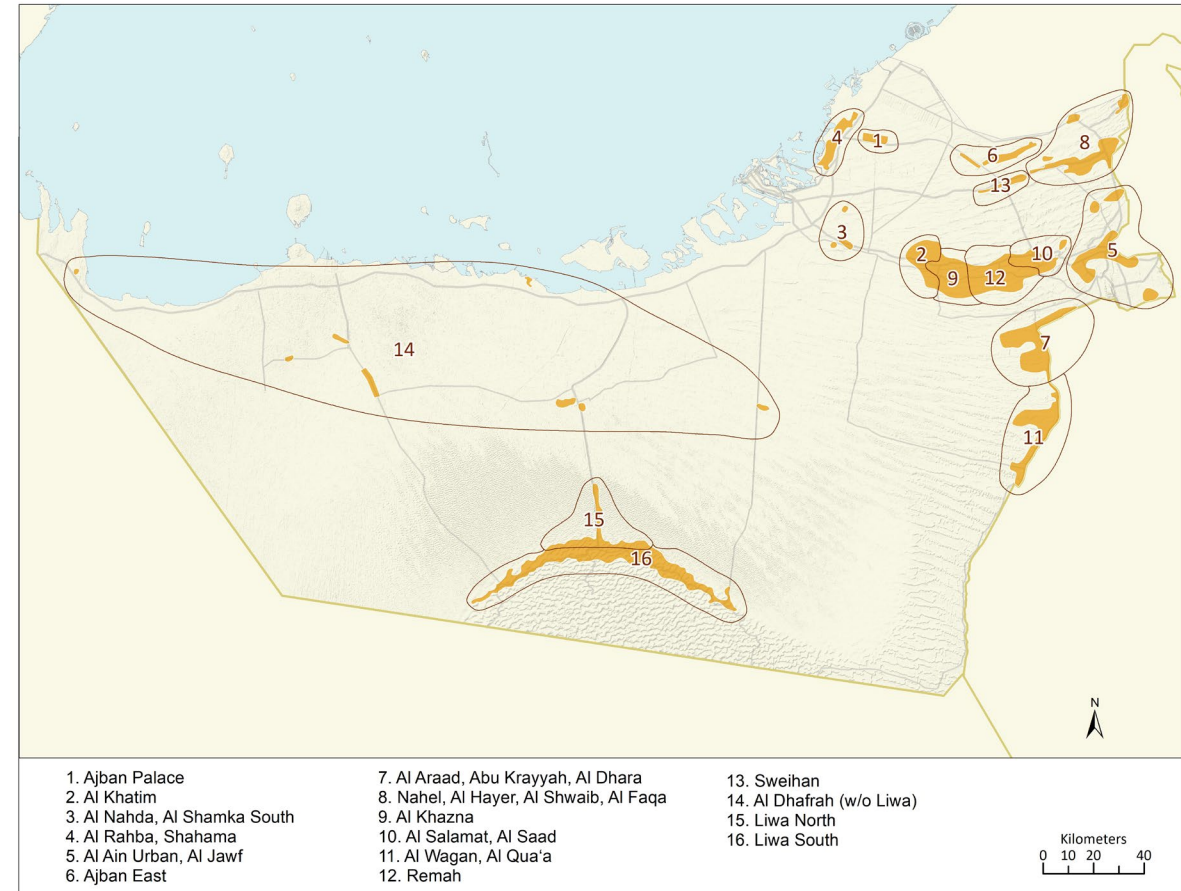 4
1
8
6
13
3
2
10
5
9
12
14
7
11
15
16
N
1. Ajban Palace
2. Al Khatim
3. Al Nahda, Al Shamka South
4. Al Rahba, Shahama
5. Al Ain Urban, Al Jawf
6. Ajban East
7. Al Araad, Abu Krayyah, Al Dhara
8. Nahel, Al Hayer, Al Shwaib, Al Faqa
9. Al Khazna
10. Al Salamat, Al Saad
11. Al Wagan, Al Qua‘a
12. Remah
13. Sweihan
14. Al Dhafrah (w/o Liwa)
15. Liwa North
16. Liwa South
Kilometers
0 10 20 40